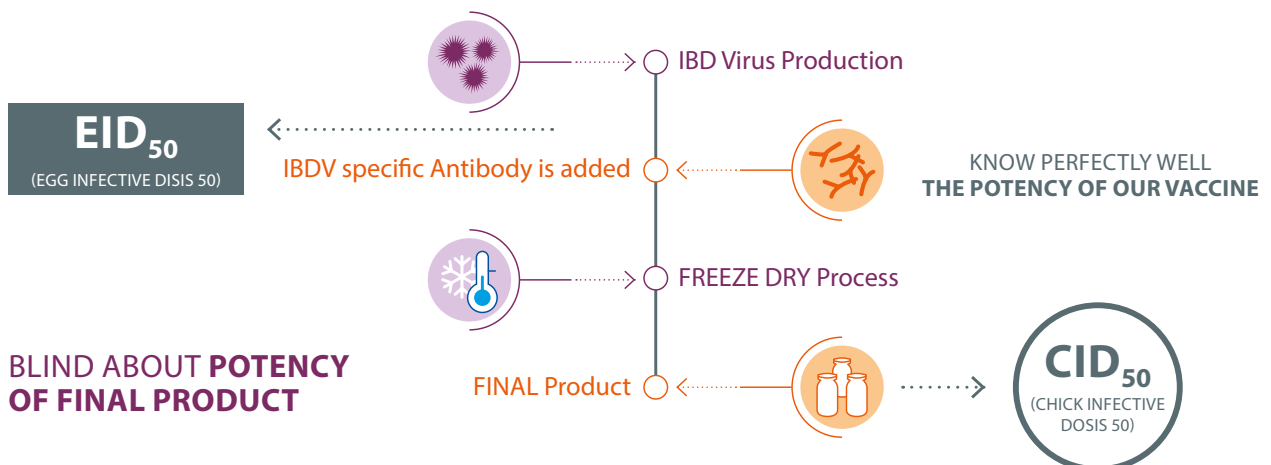 IBD Virus Production
EID50
(EGG INFECTIVE DISIS 50)
IBDV specific Antibody is added
KNOW PERFECTLY WELL
THE POTENCY OF OUR VACCINE
FREEZE DRY Process
BLIND ABOUT POTENCY
OF FINAL PRODUCT
FINAL Product
CID50
(CHICK INFECTIVE
DOSIS 50)